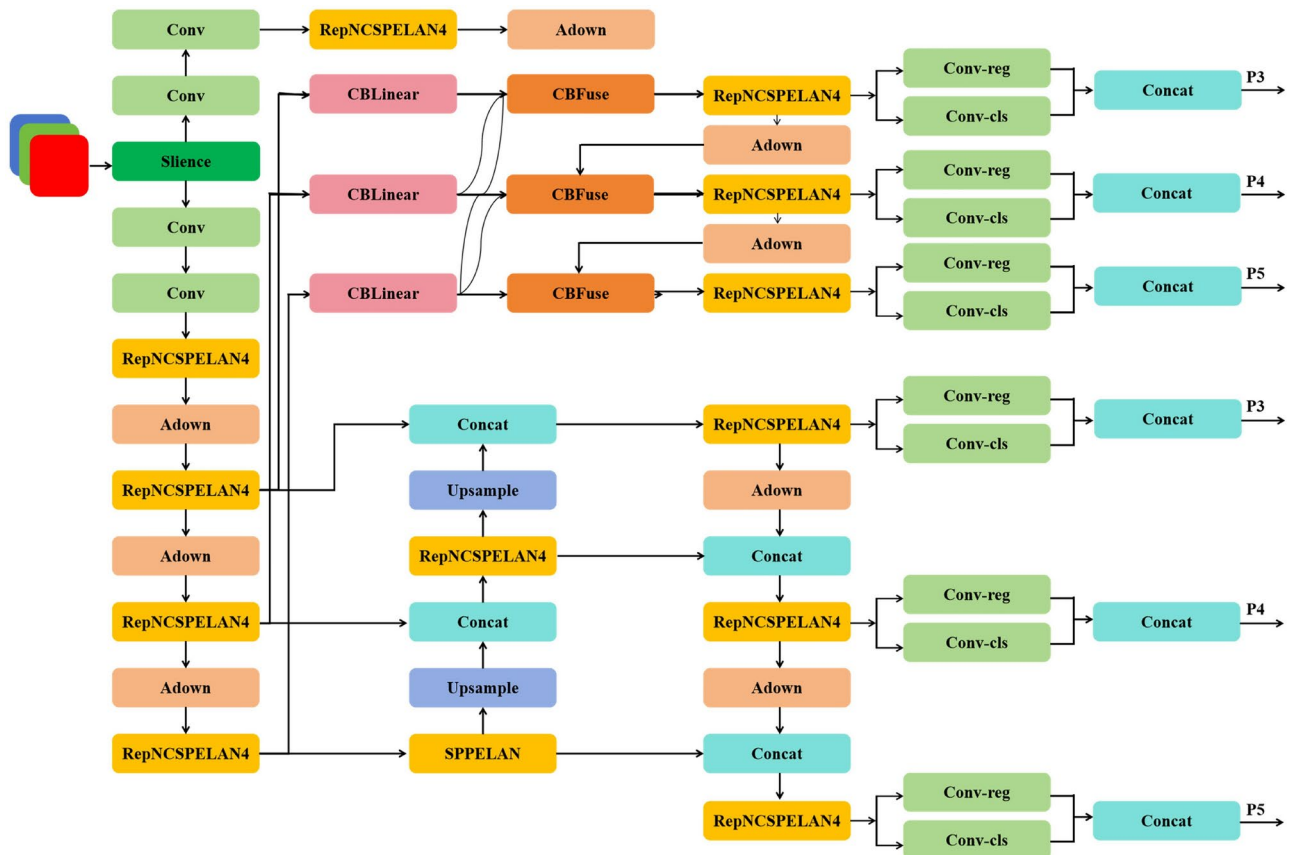 Conv
RepNCSPELAN4
Adown
Conv
CBLinear
CBFuse
RepNCSPELAN4
Conv-reg
Conv-cls
Concat
P3
Slience
Adown
CBLinear
CBFuse
RepNCSPELAN4
Conv-reg
Conv-cls
Concat
P4
Conv
Adown
Conv
CBLinear
CBFuse
RepNCSPELAN4
Conv-reg
Conv-cls
Concat
P5
RepNCSPELAN4
Adown
Concat
RepNCSPELAN4
Conv-reg
Conv-cls
Concat
P3
RepNCSPELAN4
Upsample
Adown
Adown
RepNCSPELAN4
Concat
RepNCSPELAN4
Concat
RepNCSPELAN4
Conv-reg
Conv-cls
Concat
P4
Adown
Upsample
Adown
RepNCSPELAN4
SPPELAN
Concat
RepNCSPELAN4
Conv-reg
Conv-cls
Concat
P5